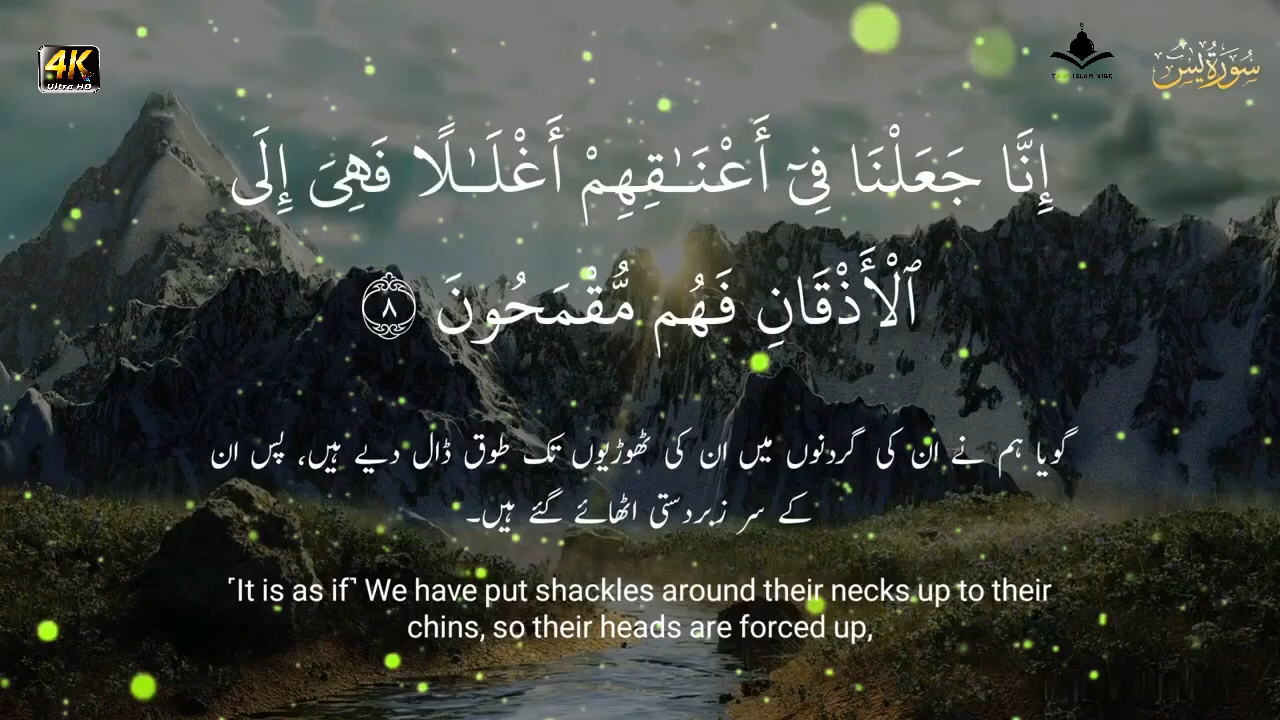 4K
Ultra HD
سورة يس
إِنَّا جَعَلْنَا فِىٓ أَعْنَـٰقِهِمْ أَغْلَـٰلًا فَهِىَ إِلَى
ٱلْأَذْقَانِ فَهُم مُّقْمَحُونَ ٨
گویا ہم نے ان کی گردنوں میں ان کی ٹھوڑیوں تک طوق ڈال دیے ہیں، پس ان
کے سر زبردستی اٹھائے گئے ہیں۔
˹It is as if˺ We have put shackles around their necks up to their
chins, so their heads are forced up,